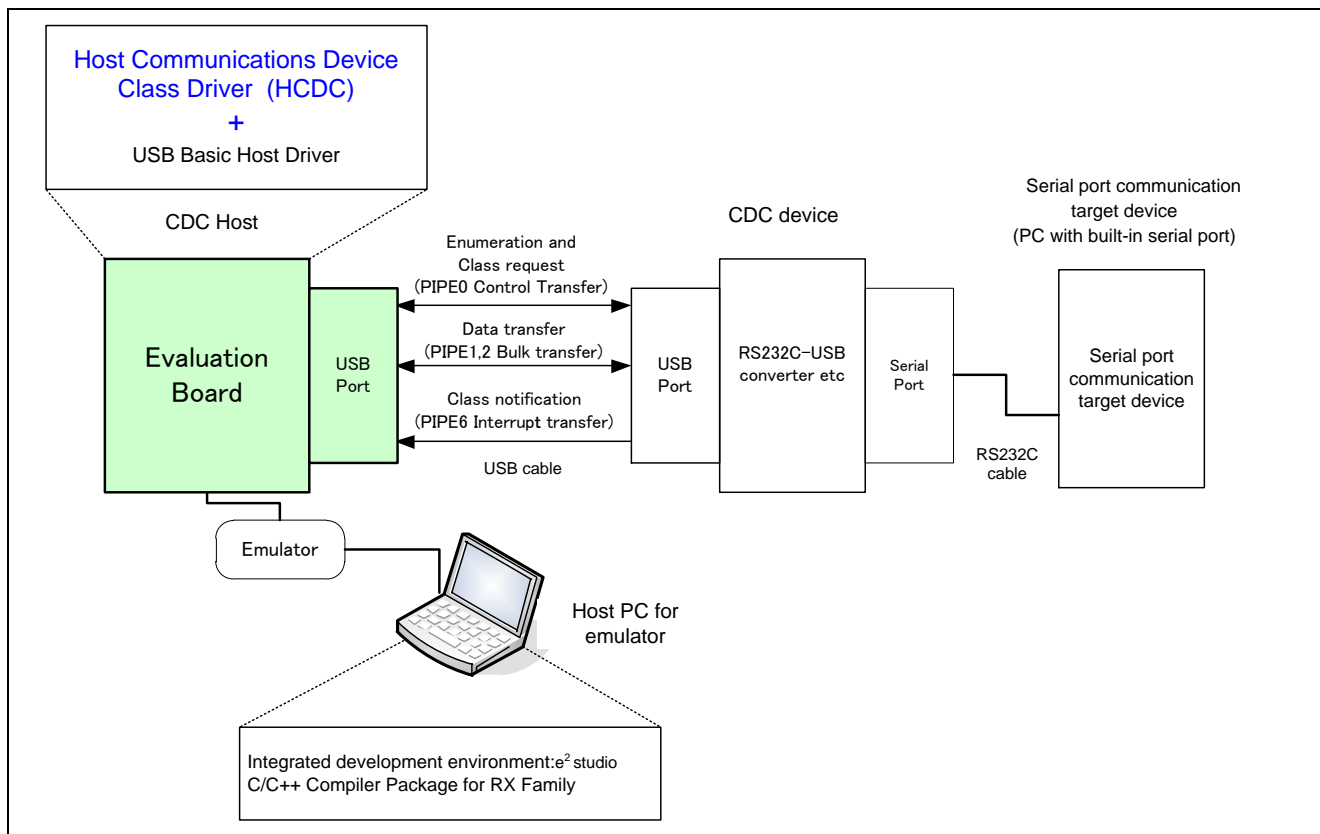 Host Communications Device
Class Driver (HCDC)
+
USB Basic Host Driver
CDC Host
CDC device
Serial port communication
target device
(PC with built-in serial port)
Enumeration and
Class request
(PIPE0 Control Transfer)
Data transfer
(PIPE1,2 Bulk transfer)
Class notification
(PIPE6 Interrupt transfer)
USB cable
Evaluation
Board
USB
Port
USB
Port
RS232C-USB
converter etc
Serial
Port
RS232C
cable
Serial port
communication
target device
Emulator
Host PC for
emulator
Integrated development environment:e² studio
C/C++ Compiler Package for RX Family